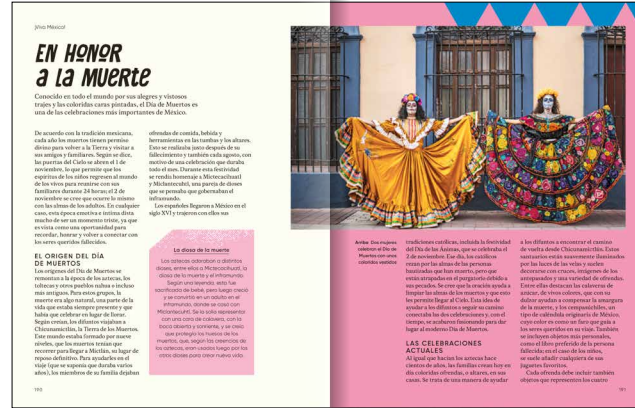 ¡Viva México!
EN HONOR
A LA MUERTE
Conocido en todo el mundo por sus alegres y vistosos
trajes y las coloridas caras pintadas, el Día de Muertos es
una de las celebraciones más importantes de México.
De acuerdo con la tradición mexicana,
cada año los muertos tienen permiso
divino para volver a la Tierra y visitar a
sus amigos y familiares. Según se dice,
las puertas del Cielo se abren el 1 de
noviembre, lo que permite que los
espíritus de los niños regresen al mundo
de los vivos para reunirse con sus
familiares durante 24 horas; el 2 de
noviembre se cree que ocurre lo mismo
con las almas de los adultos. En cualquier
caso, esta época emotiva e íntima dista
mucho de ser un momento triste, ya que
es vista como una oportunidad para
recordar, honrar y volver a conectar con
los seres queridos fallecidos.
EL ORIGEN DEL DÍA
DE MUERTOS
Los orígenes del Día de Muertos se
remontan a la época de los aztecas, los
toltecas y otros pueblos nahua e incluso
más antiguos. Para estos grupos, la
muerte era algo natural, una parte de la
vida que estaba siempre presente y que
había que celebrar en lugar de llorar.
Según creían, los difuntos viajaban a
Chicunamictlán, la Tierra de los Muertos.
Este mundo estaba formado por nueve
niveles, que los muertos tenían que
recorrer para llegar a Mictlán, su lugar de
reposo definitivo. Para ayudarles en el
viaje (que se suponía que duraba varios
años), los miembros de su familia dejaban
ofrendas de comida, bebida y
herramientas en las tumbas y los altares.
Esto se realizaba justo después de su
fallecimiento y también cada agosto, con
motivo de una celebración que duraba
todo el mes. Durante esta festividad
se rendía homenaje a Mictecacihuatl
y Mictlantecuhtli, una pareja de dioses
que se pensaba que gobernaban el
inframundo.
Los españoles llegaron a México en el
siglo XVI y trajeron con ellos sus
La diosa de la muerte
Los aztecas adoraban a distintos
dioses, entre ellos a Mictecacihuatl, la
diosa de la muerte y el inframundo.
Según una leyenda, esta fue
sacrificada de bebé, pero luego creció
y se convirtió en un adulto en el
inframundo, donde se casó con
Mictlantecuhtli. Se la solía representar
con una cara de calavera, con la
boca abierta y sonriente, y se creía
que protegía los huesos de los
muertos, que, según las creencias de
los aztecas, eran usados luego por los
otros dioses para crear nueva vida.
140
Arriba Dos mujeres
celebran el Día de
Muertos con unos
coloridos vestidos
tradiciones católicas, incluida la festividad
del Día de las Ánimas, que se celebraba el
2 de noviembre. Ese día, los católicos
rezan por las almas de las personas
bautizadas que han muerto, pero que
están atrapadas en el purgatorio debido a
sus pecados. Se cree que la oración ayuda a
limpiar las almas de los muertos y que esto
les permite llegar al Cielo. Esta idea de
ayudar a los difuntos a seguir su camino
conectaba las dos celebraciones y, con el
tiempo, se acabaron fusionando para dar
lugar al moderno Día de Muertos.
LAS CELEBRACIONES
ACTUALES
Al igual que hacían los aztecas hace
cientos de años, las familias crean hoy en
día coloridas ofrendas, o altares, en sus
casas. Se trata de una manera de ayudar
a los difuntos a encontrar el camino
de vuelta desde Chicunamictlán. Estos
santuarios están suavemente iluminados
por las luces de las velas y suelen
decorarse con cruces, imágenes de los
antepasados y una variedad de ofrendas.
Entre ellas destacan las calaveras de
azúcar, de vivos colores, que con su
dulzor ayudan a compensar la amargura
de la muerte, y los cempasúchiles, un
tipo de caléndula originaria de México,
cuyo color es como un faro que guía a
los seres queridos en su viaje. También
se incluyen objetos más personales,
como el libro preferido de la persona
fallecida; en el caso de los niños,
se suele añadir cualquiera de sus
juguetes favoritos.
Cada ofrenda debe incluir también
objetos que representen los cuatro
141